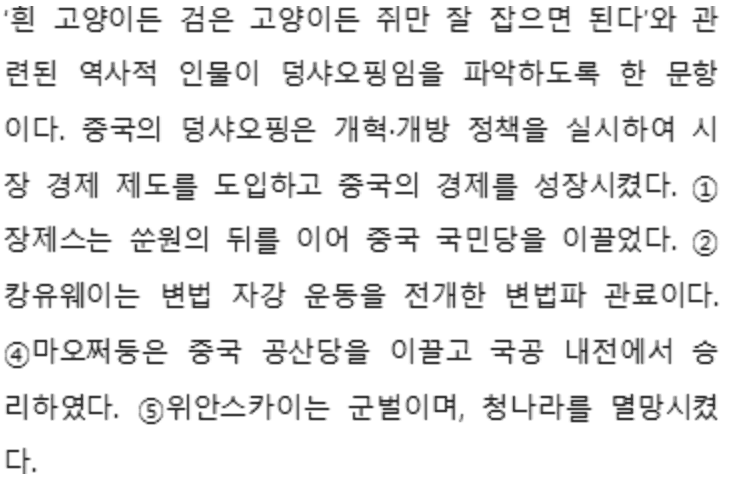 '흰 고양이든 검은 고양이든 쥐만 잘 잡으면 된다'와 관
련된 역사적 인물이 덩샤오핑임을 파악하도록 한 문항
이다. 중국의 덩샤오핑은 개혁·개방 정책을 실시하여 시
장 경제 제도를 도입하고 중국의 경제를 성장시켰다. ①
장제스는 쑨원의 뒤를 이어 중국 국민당을 이끌었다. ②
캉유웨이는 변법 자강 운동을 전개한 변법파 관료이다.
④마오쩌둥은 중국 공산당을 이끌고 국공 내전에서 승
리하였다. ⑤위안스카이는 군벌이며, 청나라를 멸망시켰
다.